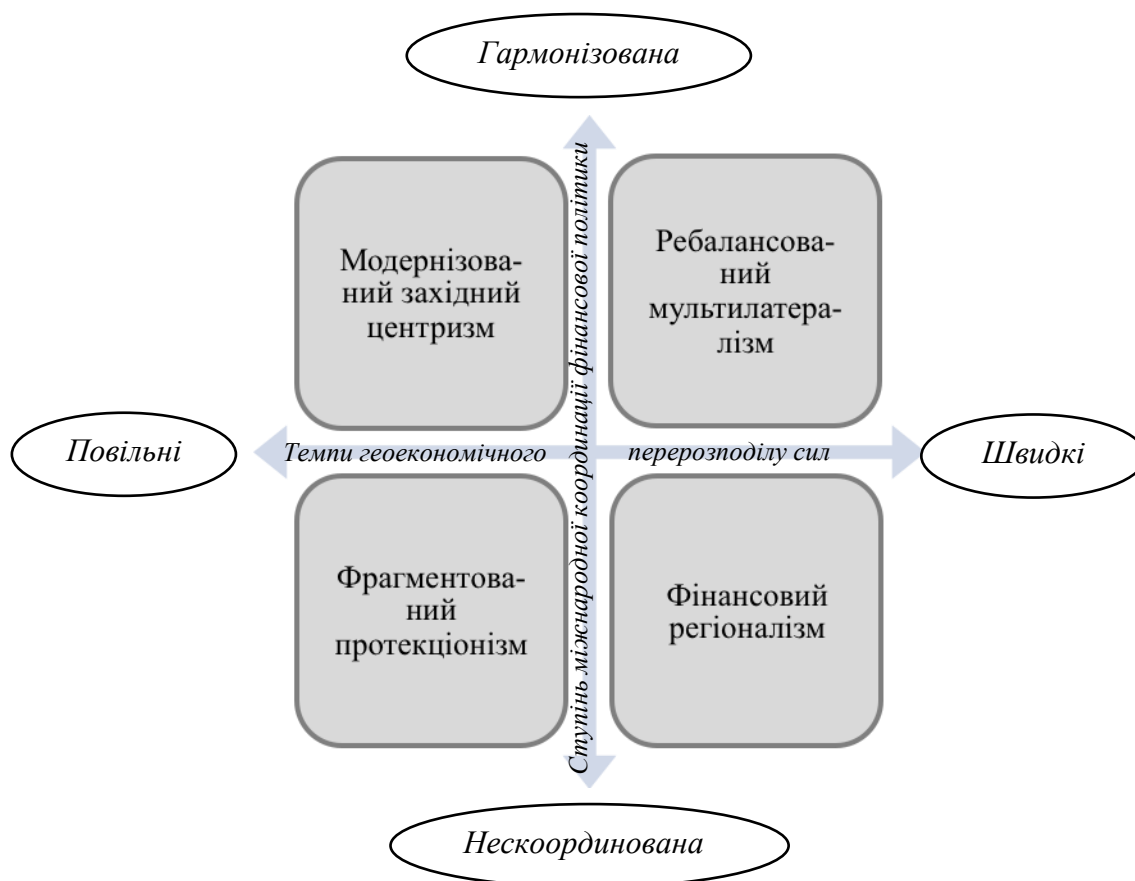 Гармонізована
Ступінь міжнародної координації фінансової політики
Модернізова-
ний західний
центризм
Ребалансова-
ний
мультилатера-
лізм
Повільні
Темпи геоекономічного перерозподілу сил
Швидкі
Фрагментова-
ний
протекціонізм
Фінансовий
регіоналізм
Нескоординована